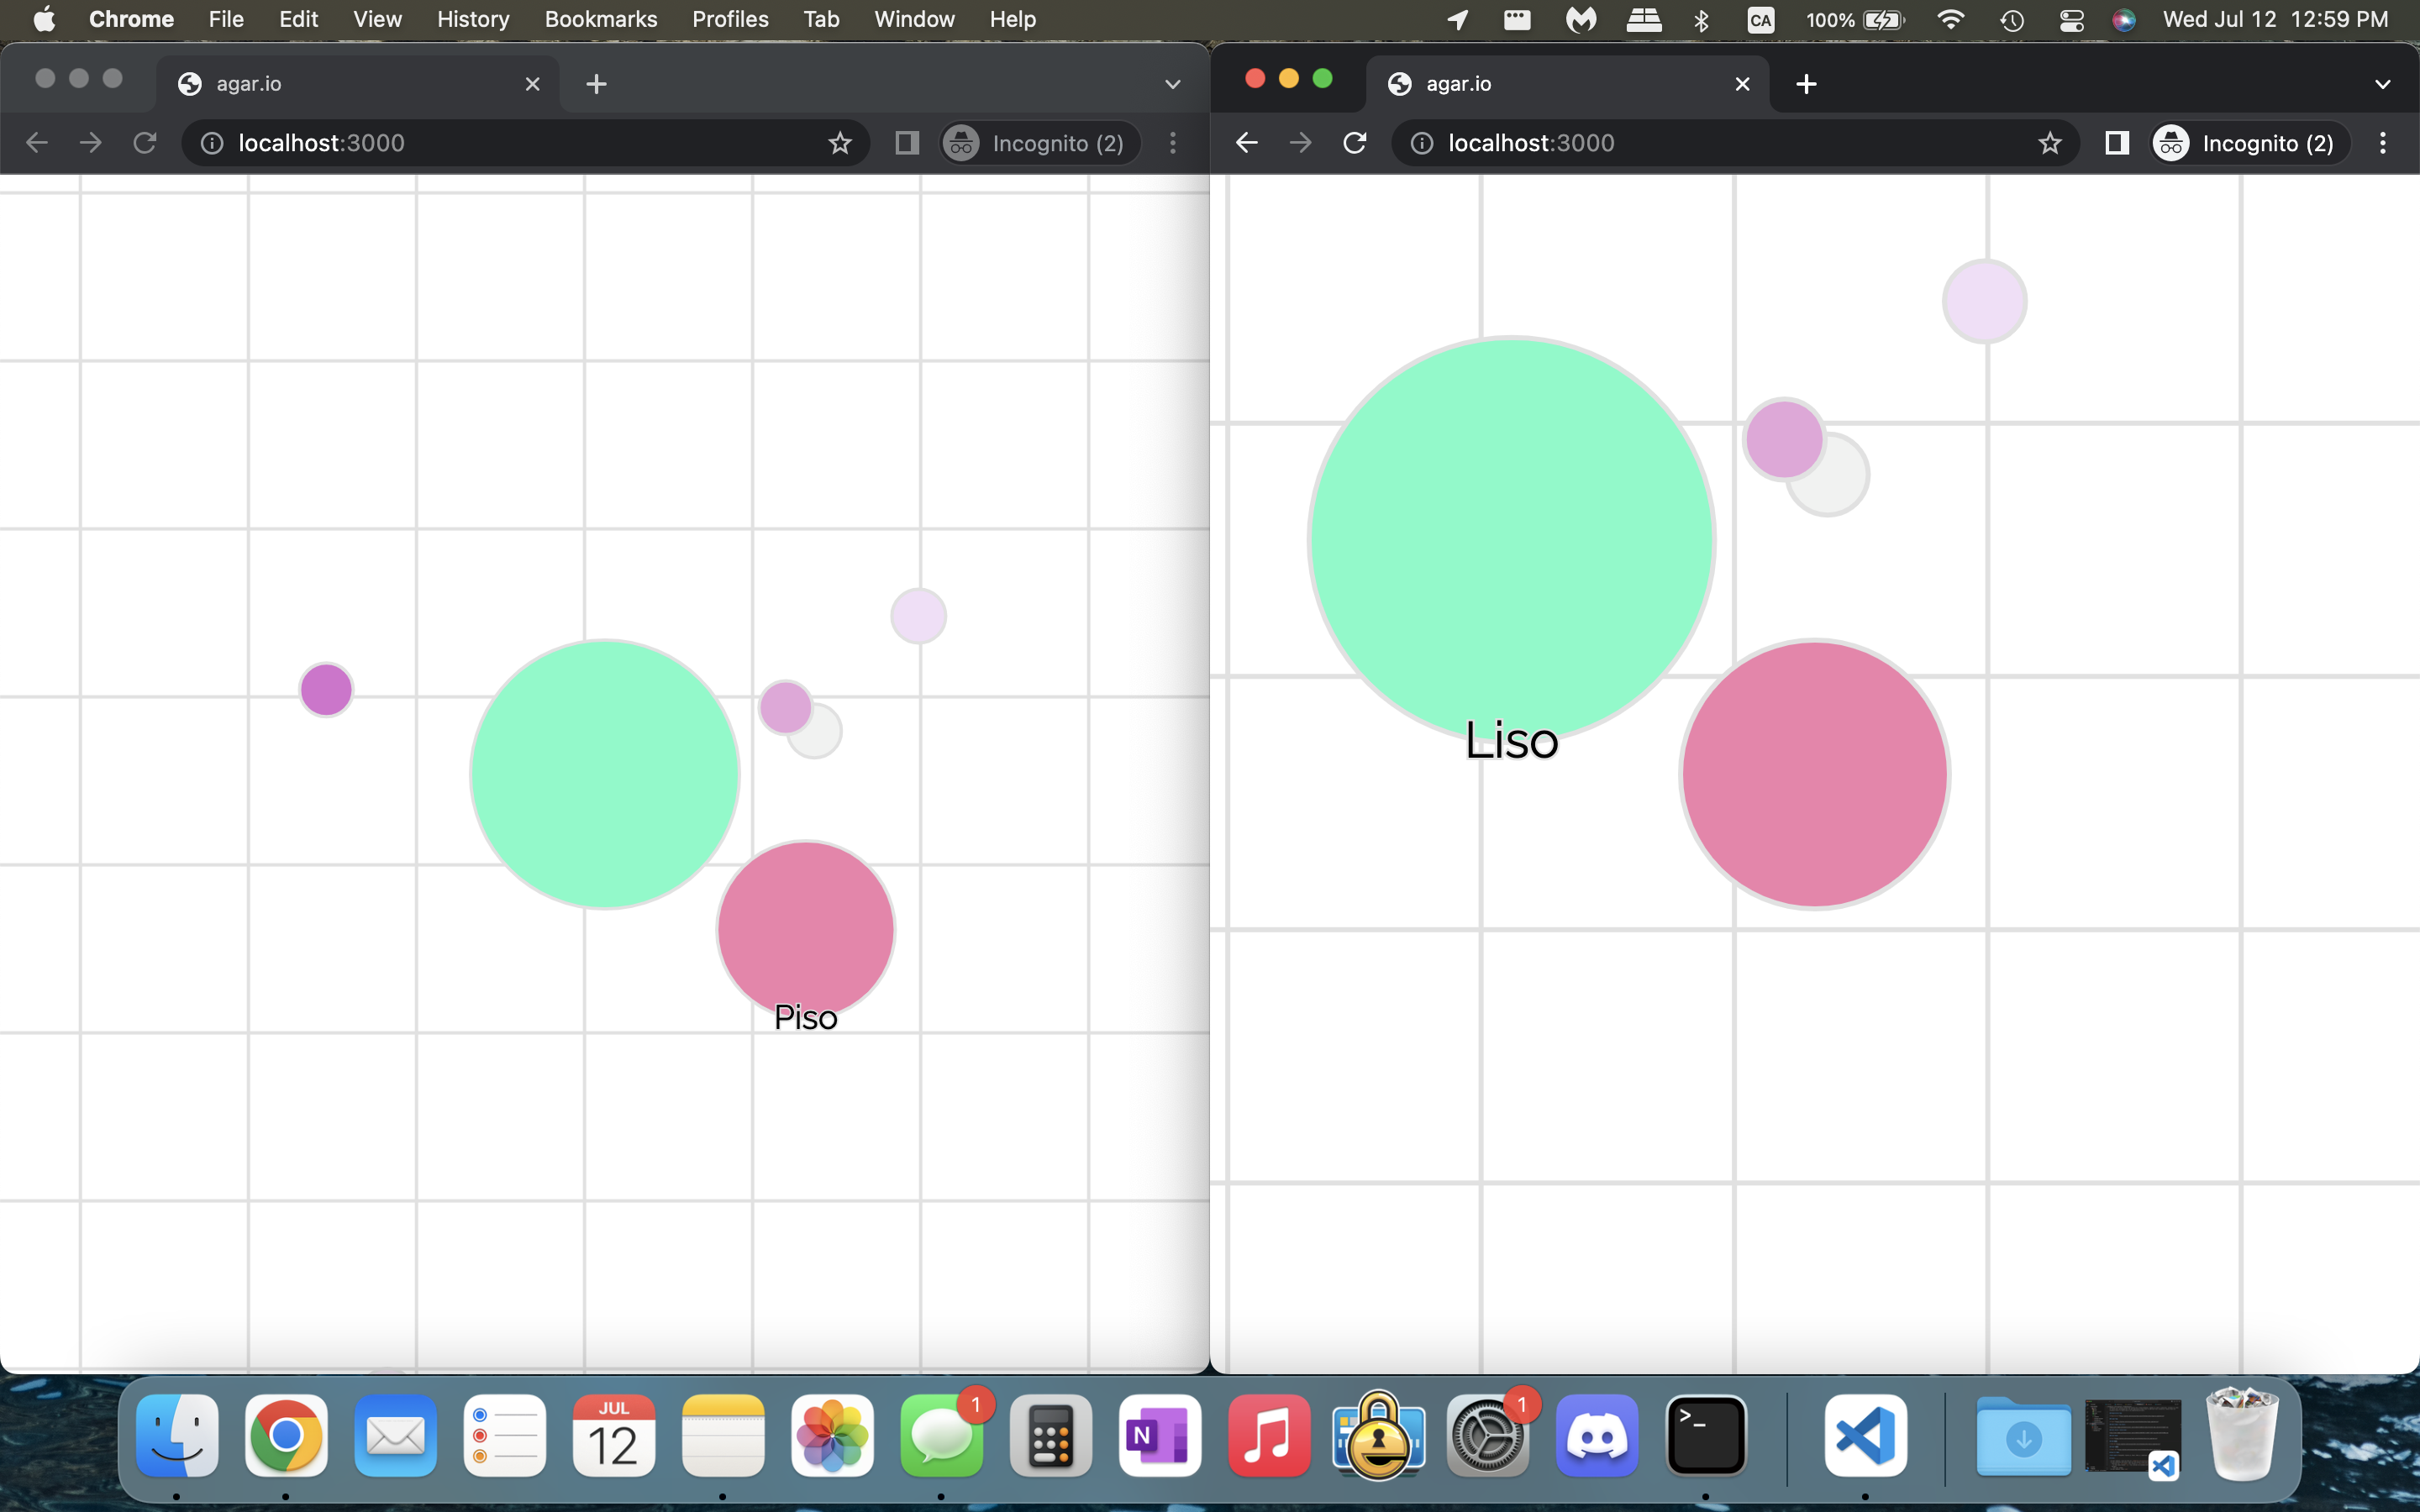 Chrome File Edit View History Bookmarks Profiles Tab Window Help CA 100% Wed Jul 12 12:59 PM
agar.io
localhost:3000 Incognito (2)
Piso
agar.io
localhost:3000 Incognito (2)
Liso
JUL
12
1
N
1
>_